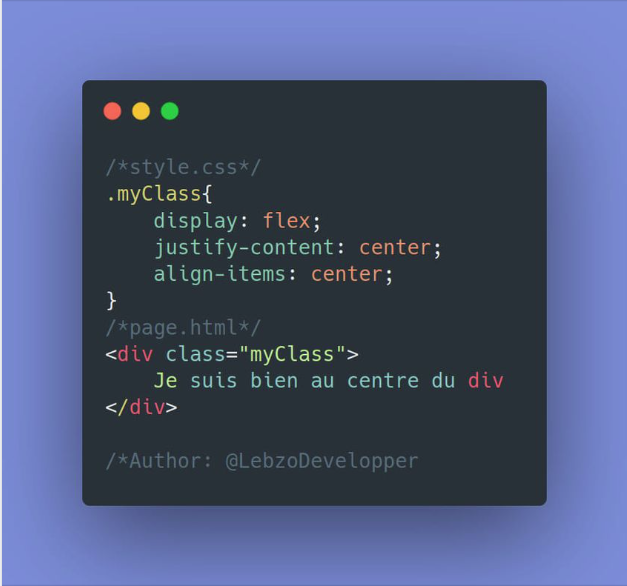 /*style.css*/
.myClass{
    display: flex;
    justify-content: center;
    align-items: center;
}
/*page.html*/
<div class="myClass">
    Je suis bien au centre du div
</div>
/*Author: @LebzoDevelopper